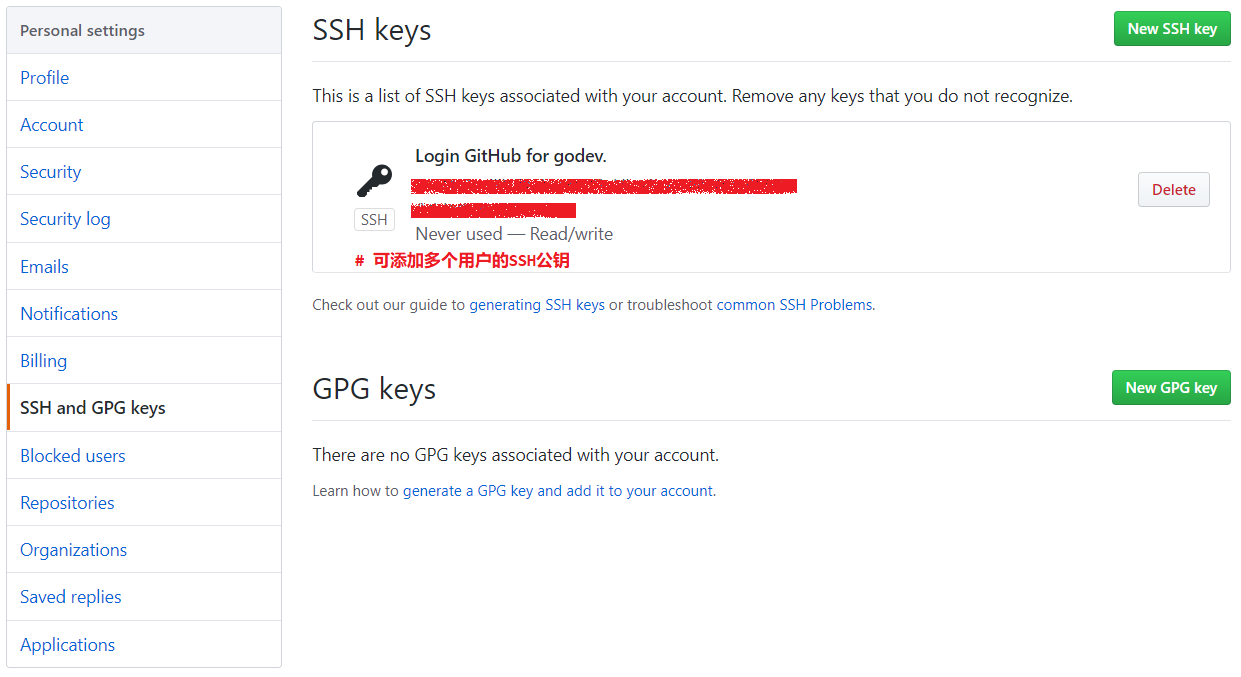 Personal settings
Profile
Account
Security
Security log
Emails
Notifications
Billing
SSH and GPG keys
Blocked users
Repositories
Organizations
Saved replies
Applications
SSH keys
New SSH key
This is a list of SSH keys associated with your account. Remove any keys that you do not recognize.
Login GitHub for godev.
SSH
Never used — Read/write
# 可添加多个用户的SSH公钥
Delete
Check out our guide to generating SSH keys or troubleshoot common SSH Problems.
GPG keys
New GPG key
There are no GPG keys associated with your account.
Learn how to generate a GPG key and add it to your account.